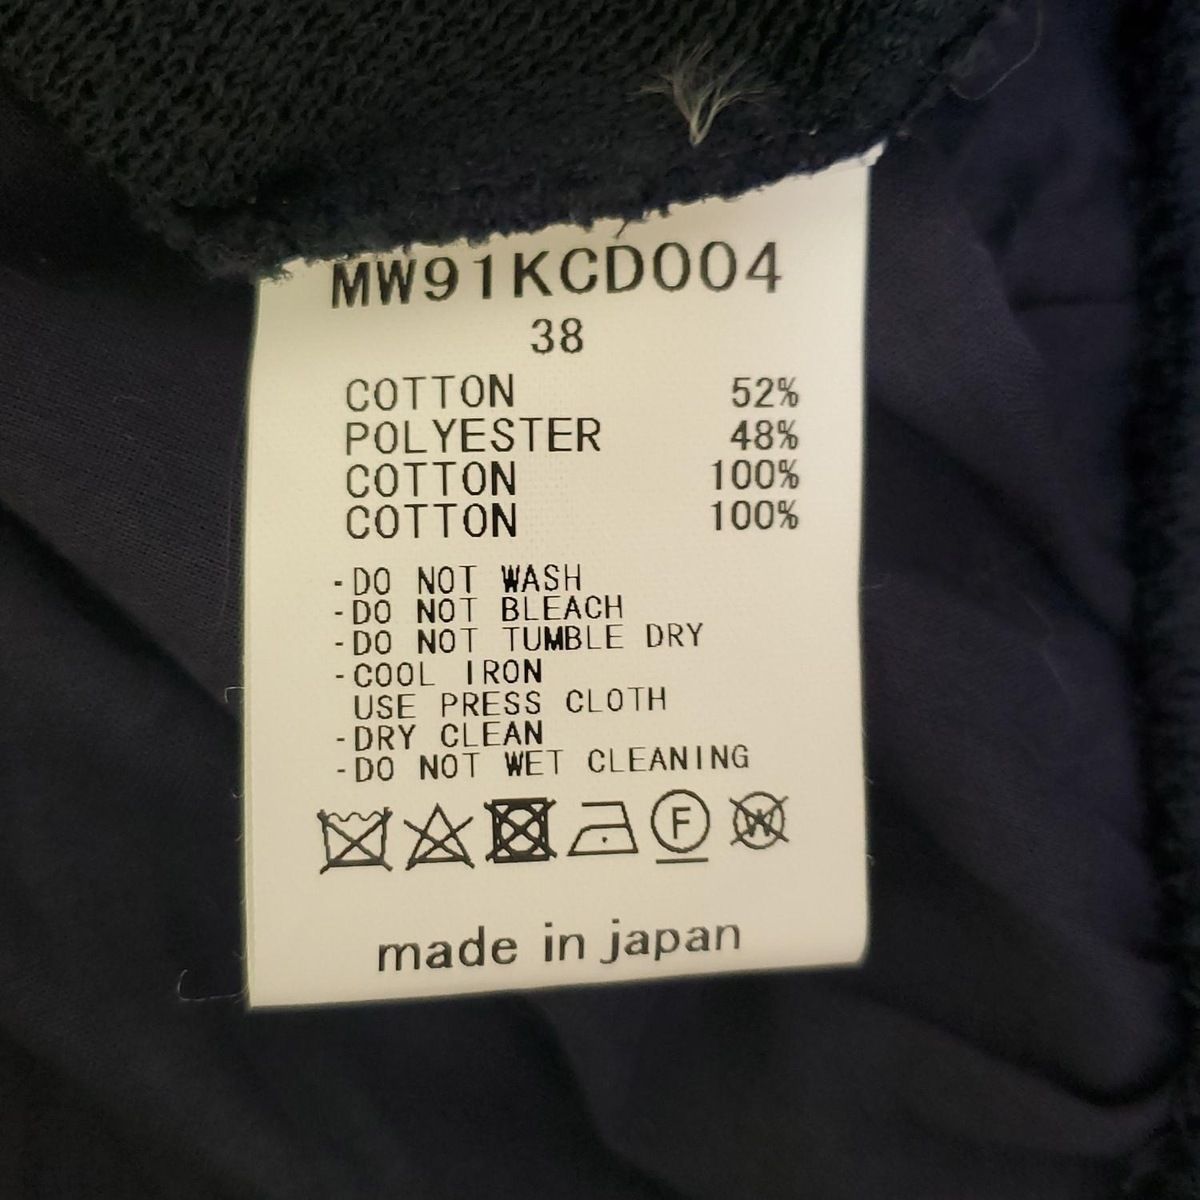 MW91KCD004
38
COTTON 52%
POLYESTER 48%
COTTON 100%
COTTON 100%
-DO NOT WASH
-DO NOT BLEACH
-DO NOT TUMBLE DRY
-COOL IRON
USE PRESS CLOTH
-DRY CLEAN
-DO NOT WET CLEANING
F W
made in japan